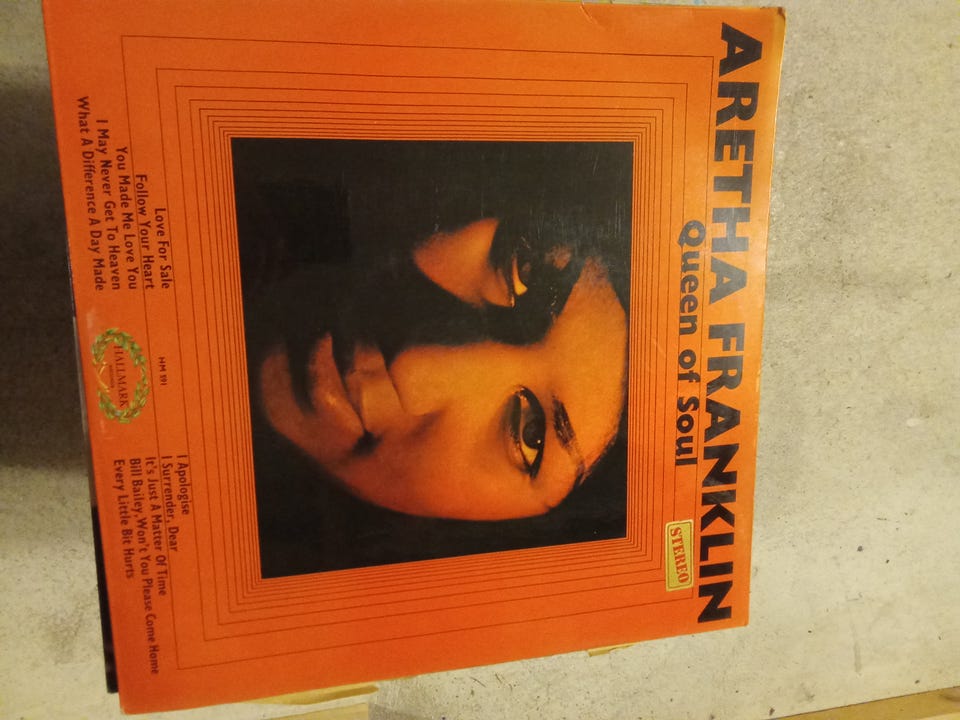 ARETHA FRANKLIN
Queen of Soul
STEREO
Love For Sale
Follow Your Heart
You Made Me Love You
I May Never Get To Heaven
What A Difference A Day Made
HM 591
HALLMARK
I Apologise
I Surrender, Dear
It's Just A Matter Of Time
Bill Bailey, Won't You Please Come Home
Every Little Bit Hurts